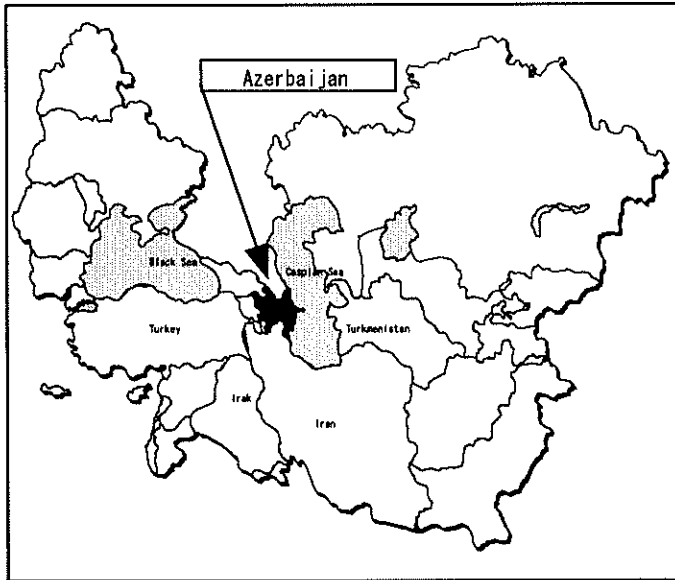 Azerbaijan
Black Sea
Caspian Sea
Turkey
Turkmenistan
Irak
Iran